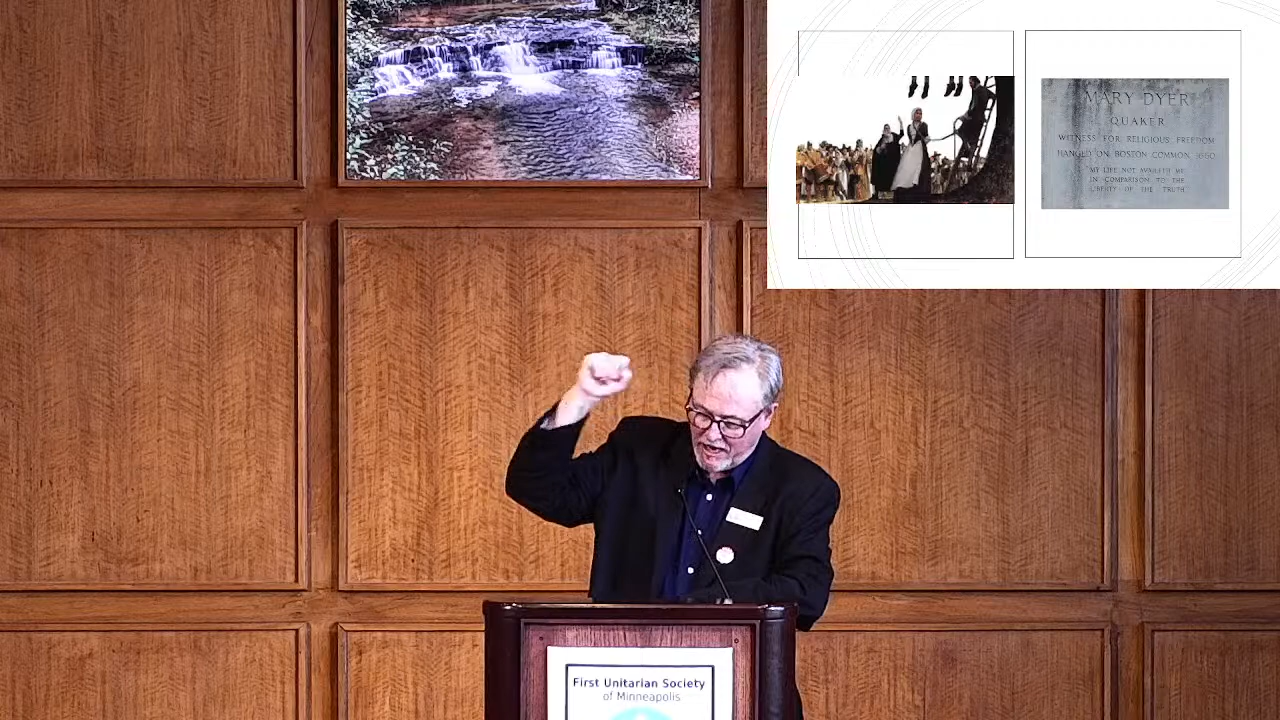 MARY DYER
QUAKER
WITNESS FOR RELIGIOUS FREEDOM
HANGED ON BOSTON COMMON 1660
MY LIFE NOT AVAILETH ME
IN COMPARISON TO THE
LIBERTY OF THE TRUTH
First Unitarian Society
of Minneapolis